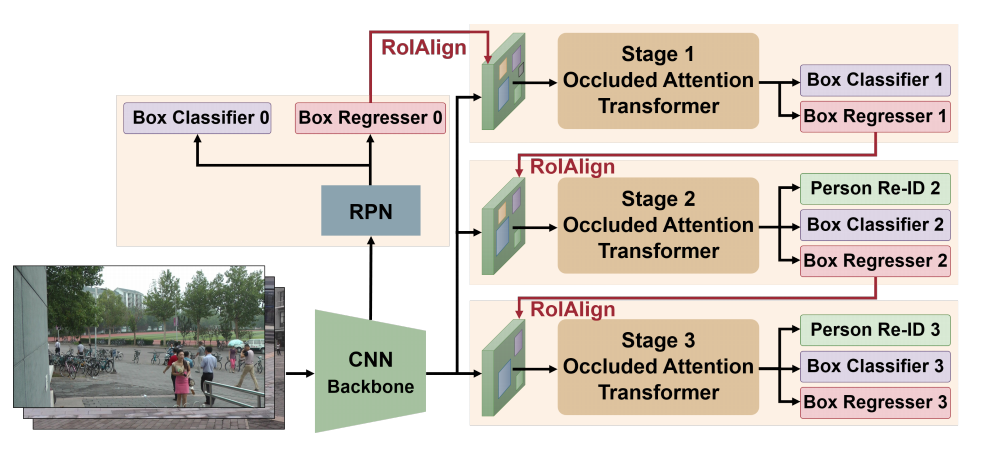 RoIAlign
Stage 1
Occluded Attention
Transformer
Box Classifier 1
Box Regresser 1
Box Classifier 0
Box Regresser 0
RPN
RoIAlign
Stage 2
Occluded Attention
Transformer
Person Re-ID 2
Box Classifier 2
Box Regresser 2
CNN
Backbone
RoIAlign
Stage 3
Occluded Attention
Transformer
Person Re-ID 3
Box Classifier 3
Box Regresser 3